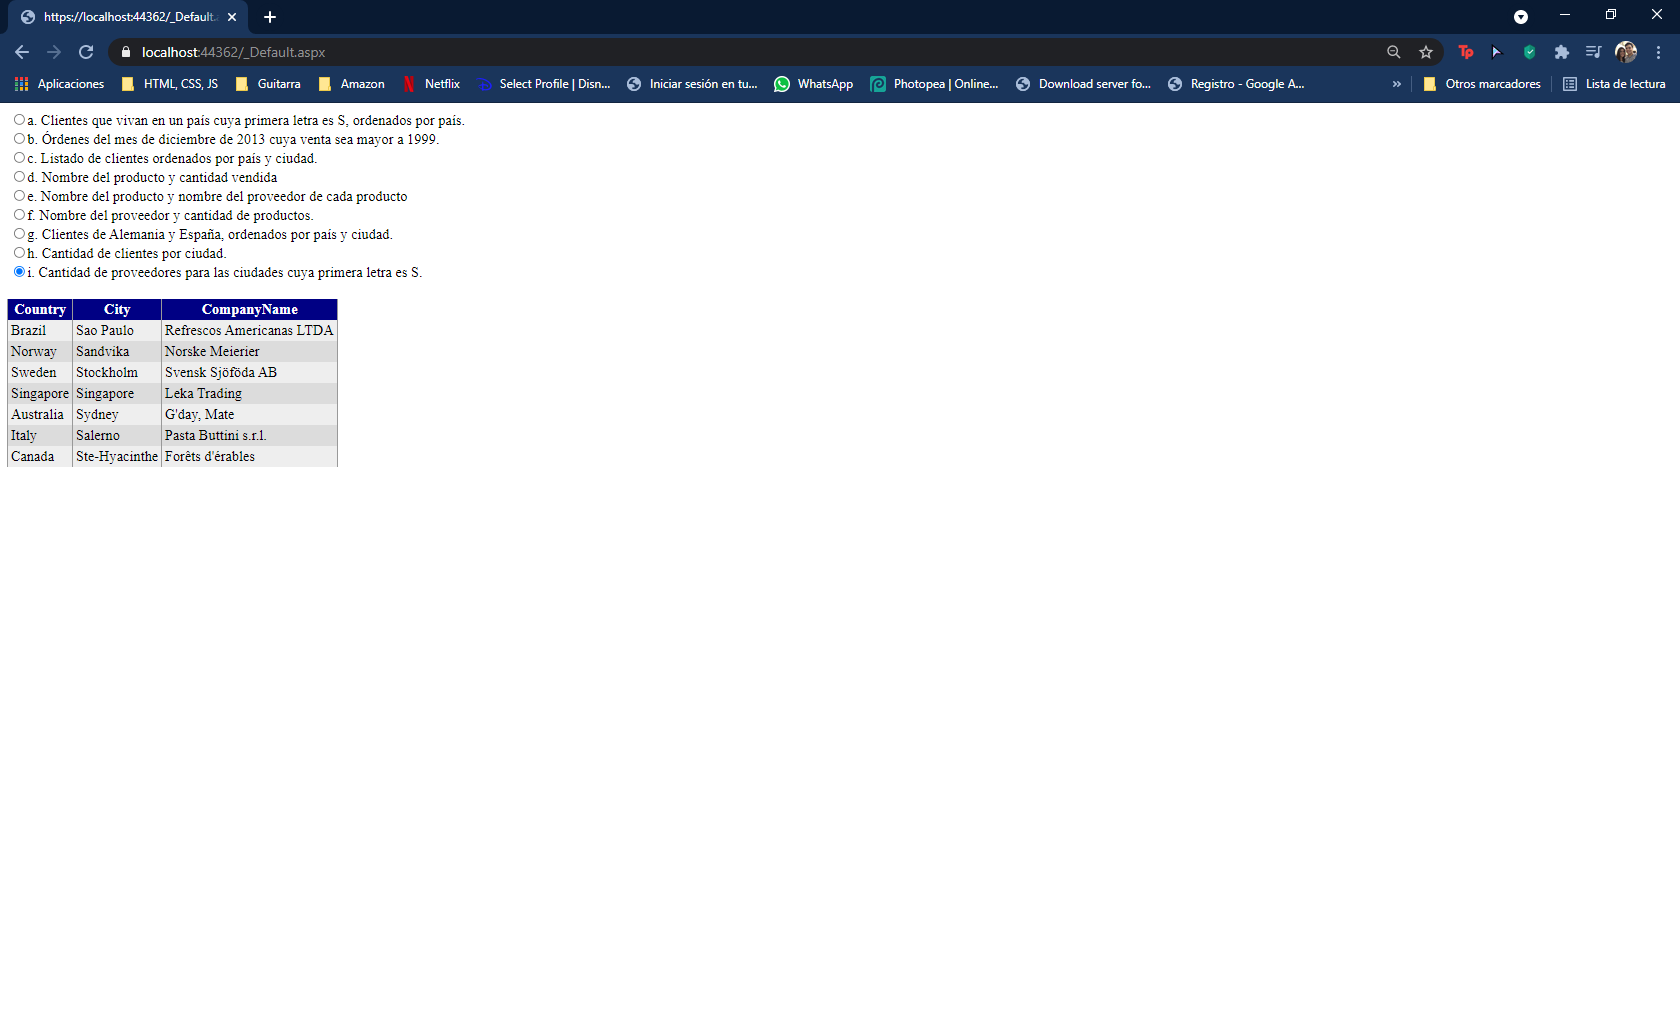 https://localhost:44362/_Default.
localhost:44362/_Default.aspx
Tp
Aplicaciones HTML, CSS, JS Guitarra Amazon Netflix Select Profile | Disn... Iniciar sesión en tu... WhatsApp Photopea | Online... Download server fo... Registro - Google A... » Otros marcadores Lista de lectura
a. Clientes que vivan en un país cuya primera letra es S, ordenados por país.
b. Órdenes del mes de diciembre de 2013 cuya venta sea mayor a 1999.
c. Listado de clientes ordenados por país y ciudad.
d. Nombre del producto y cantidad vendida
e. Nombre del producto y nombre del proveedor de cada producto
f. Nombre del proveedor y cantidad de productos.
g. Clientes de Alemania y España, ordenados por país y ciudad.
h. Cantidad de clientes por ciudad.
i. Cantidad de proveedores para las ciudades cuya primera letra es S.
Country City CompanyName
Brazil Sao Paulo Refrescos Americanas LTDA
Norway Sandvika Norske Meierier
Sweden Stockholm Svensk Sjöföda AB
Singapore Singapore Leka Trading
Australia Sydney G'day, Mate
Italy Salerno Pasta Buttini s.r.l.
Canada Ste-Hyacinthe Forêts d'érables